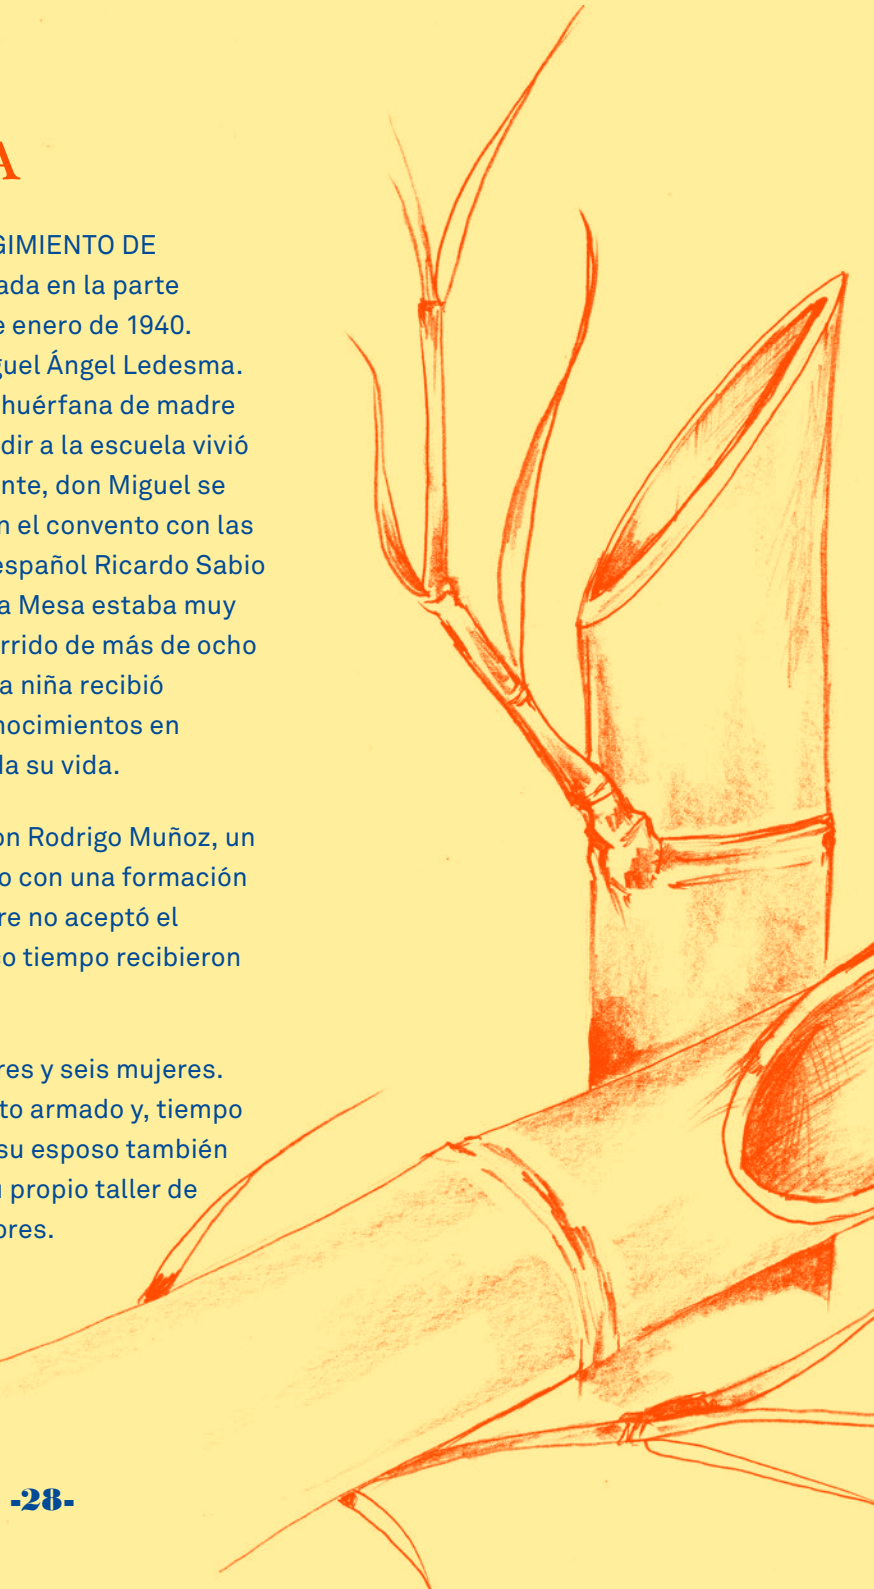 A
GIMIENTO DE
ada en la parte
e enero de 1940.
guel Ángel Ledesma.
huérfana de madre
dir a la escuela vivió
nte, don Miguel se
n el convento con las
español Ricardo Sabio
a Mesa estaba muy
rrido de más de ocho
a niña recibió
nocimientos en
da su vida.
on Rodrigo Muñoz, un
o con una formación
re no aceptó el
co tiempo recibieron
res y seis mujeres.
to armado y, tiempo
su esposo también
u propio taller de
ores.
-28-